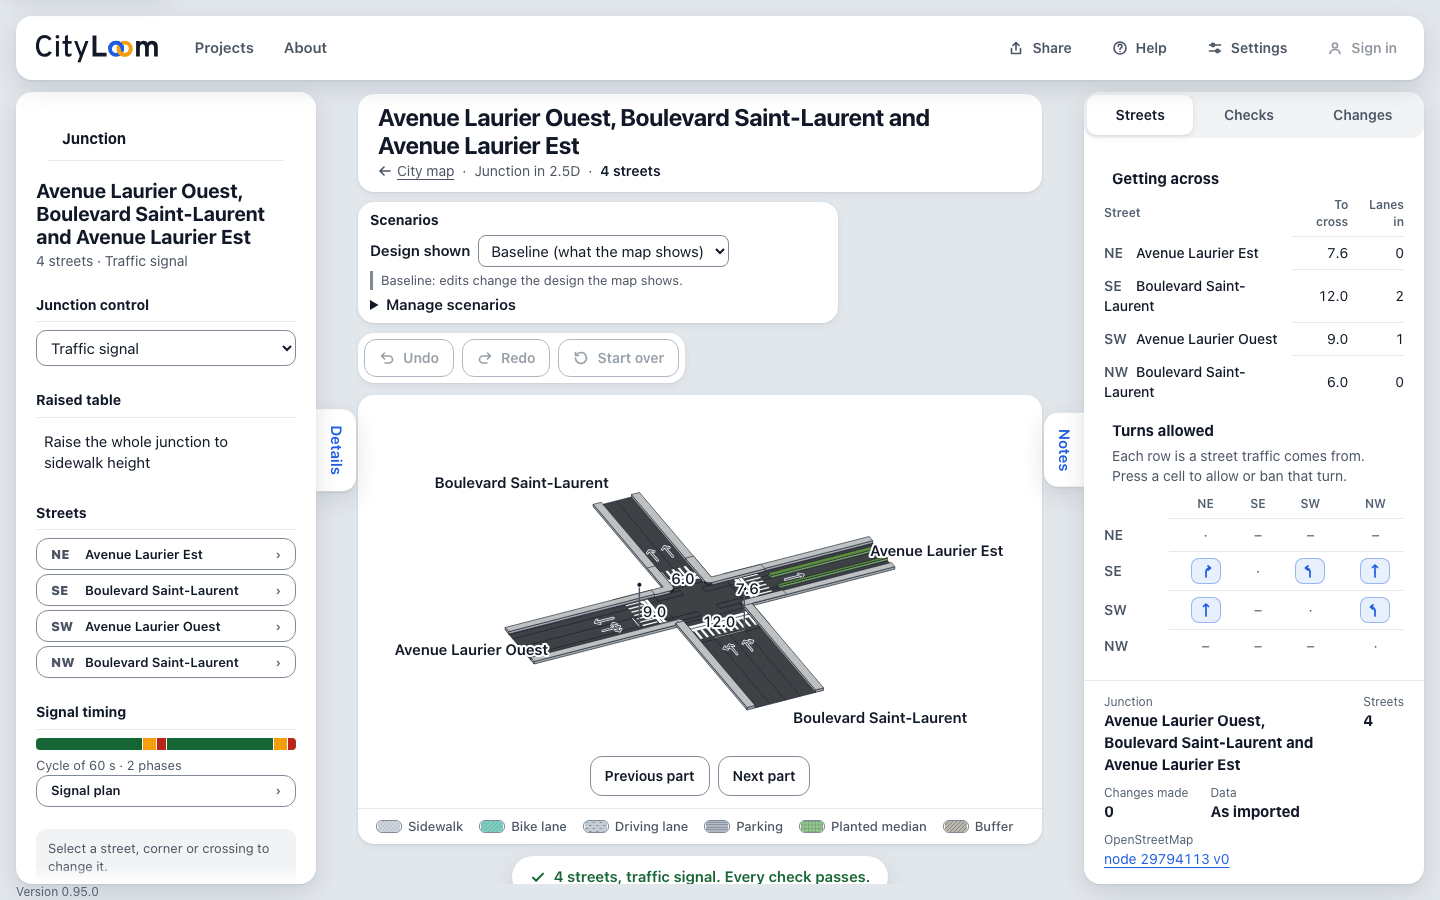 CityLoom
Projects
About
Share
Help
Settings
Sign in
Junction
Avenue Laurier Ouest,
Boulevard Saint-Laurent
and Avenue Laurier Est
4 streets · Traffic signal
Junction control
Traffic signal
Raised table
Raise the whole junction to
sidewalk height
Streets
NE Avenue Laurier Est ›
SE Boulevard Saint-Laurent ›
SW Avenue Laurier Ouest ›
NW Boulevard Saint-Laurent ›
Signal timing
Cycle of 60 s · 2 phases
Signal plan ›
Select a street, corner or crossing to
change it.
Version 0.95.0
Details
Avenue Laurier Ouest, Boulevard Saint-Laurent and
Avenue Laurier Est
← City map · Junction in 2.5D · 4 streets
Scenarios
Design shown Baseline (what the map shows)
Baseline: edits change the design the map shows.
Manage scenarios
Undo
Redo
Start over
Boulevard Saint-Laurent
Avenue Laurier Est
6.0
7.6
9.0
12.0
Avenue Laurier Ouest
Boulevard Saint-Laurent
Previous part
Next part
Sidewalk
Bike lane
Driving lane
Parking
Planted median
Buffer
4 streets, traffic signal. Every check passes.
Notes
Streets
Checks
Changes
Getting across
Street To cross Lanes in
NE Avenue Laurier Est 7.6 0
SE Boulevard Saint-Laurent 12.0 2
SW Avenue Laurier Ouest 9.0 1
NW Boulevard Saint-Laurent 6.0 0
Turns allowed
Each row is a street traffic comes from.
Press a cell to allow or ban that turn.
NE SE SW NW
NE · – – –
SE ·
SW – ·
NW – – – ·
Junction
Avenue Laurier Ouest,
Boulevard Saint-Laurent and
Avenue Laurier Est
Streets
4
Changes made
0
Data
As imported
OpenStreetMap
node 29794113 v0